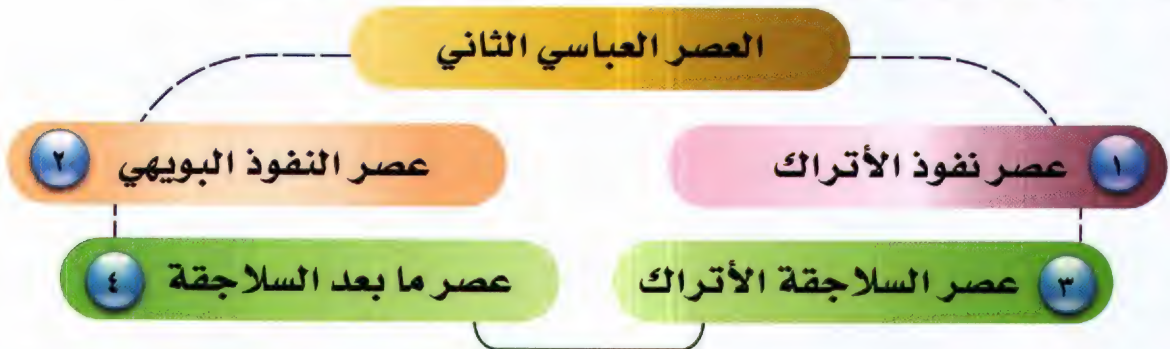 العصر العباسي الثاني
١ عصر نفوذ الأتراك
٢ عصر النفوذ البويهي
٣ عصر السلاجقة الأتراك
٤ عصر ما بعد السلاجقة